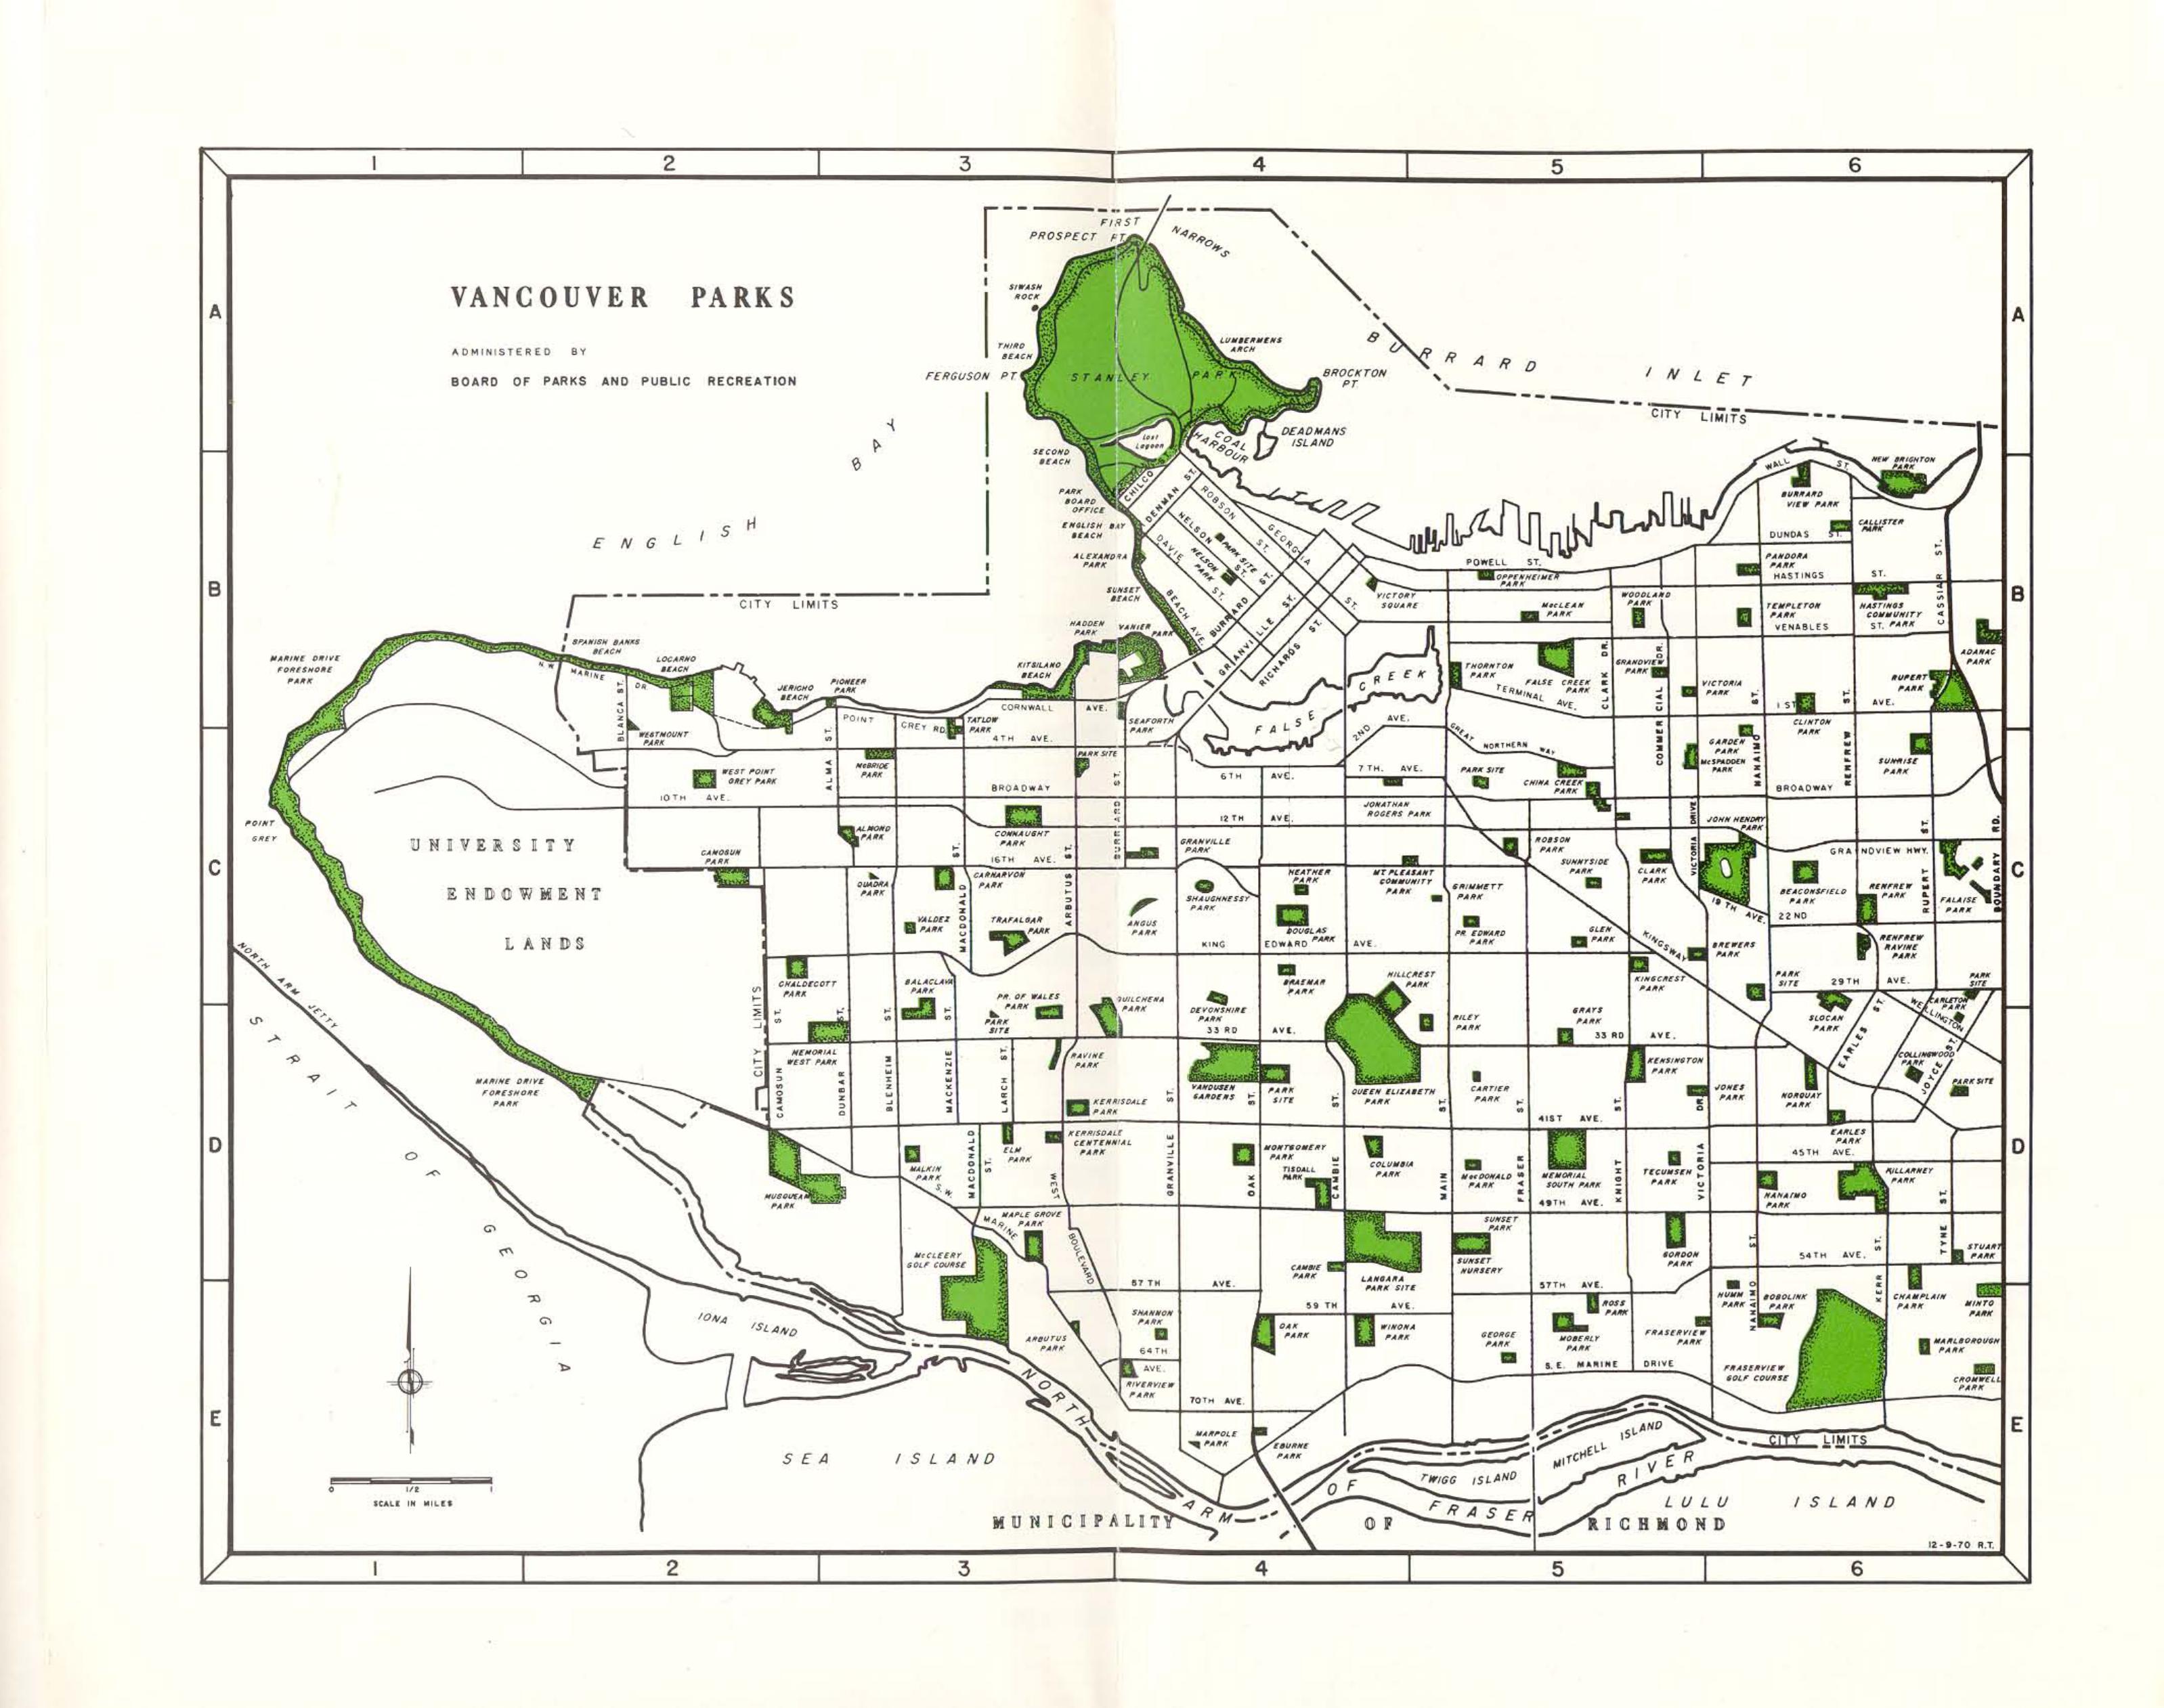 1 2 3 4 5 6
VANCOUVER PARKS
ADMINISTERED BY
BOARD OF PARKS AND PUBLIC RECREATION
A
A
FIRST
NARROWS
PROSPECT PT.
SIWASH
ROCK
THIRD
BEACH
FERGUSON PT.
STANLEY PARK
LUMBERMENS
ARCH
BROCKTON
PT.
BURRARD INLET
CITY LIMITS
Lost
Lagoon
COAL
HARBOUR
DEADMANS
ISLAND
SECOND
BEACH
ENGLISH BAY
PARK
BOARD
OFFICE
ENGLISH BAY
BEACH
ALEXANDRA
PARK
SUNSET
BEACH
CHILCO ST.
DENMAN ST.
ROBSON ST.
GEORGIA
NELSON ST.
DAVIE ST.
PARK SITE
NELSON
PARK
BEACH AVE.
BURRARD ST.
GRANVILLE ST.
RICHARDS ST.
WALL ST.
NEW BRIGHTON
PARK
BURRARD
VIEW PARK
DUNDAS ST.
CALLISTER
PARK
POWELL ST.
PANDORA
PARK
HASTINGS ST.
OPPENHEIMER
PARK
CASSIAR ST.
B
B
CITY LIMITS
VICTORY
SQUARE
McLEAN
PARK
WOODLAND
PARK
TEMPLETON
PARK
VENABLES
HASTINGS
COMMUNITY
ST. PARK
ADANAC
PARK
HADDEN
PARK
VANIER
PARK
SPANISH BANKS
BEACH
N.W. MARINE DR.
LOCARNO
BEACH
MARINE DRIVE
FORESHORE
PARK
JERICHO
BEACH
PIONEER
PARK
KITSILANO
BEACH
CORNWALL AVE.
THORNTON
PARK
FALSE CREEK
PARK
TERMINAL AVE.
CLARK DR.
GRANDVIEW
PARK
VICTORIA
PARK
RUPERT
PARK
1 ST AVE.
CLINTON
PARK
BLANCA ST.
WESTMOUNT
PARK
POINT GREY RD.
TATLOW
PARK
4TH AVE.
SEAFORTH
PARK
FALSE CREEK
2ND AVE.
GREAT NORTHERN WAY
COMMERCIAL DR.
GARDEN
PARK
McSPADDEN
PARK
NANAIMO ST.
RENFREW ST.
SUNRISE
PARK
WEST POINT
GREY PARK
10TH AVE.
ALMA ST.
McBRIDE
PARK
PARK SITE
BROADWAY
BURRARD ST.
6TH AVE.
7TH. AVE.
PARK SITE
CHINA CREEK
PARK
BROADWAY
JONATHAN
ROGERS PARK
12TH AVE.
POINT
GREY
UNIVERSITY
ENDOWMENT
LANDS
ALMOND
PARK
CONNAUGHT
PARK
16TH AVE.
GRANVILLE
PARK
ROBSON
PARK
VICTORIA DRIVE
JOHN HENDRY
PARK
GRANDVIEW HWY.
C
C
CAMOSUN
PARK
QUADRA
PARK
CARNARVON
PARK
ARBUTUS ST.
SHAUGHNESSY
PARK
HEATHER
PARK
MT. PLEASANT
COMMUNITY
PARK
GRIMMETT
PARK
SUNNYSIDE
PARK
CLARK
PARK
BEACONSFIELD
PARK
RENFREW
PARK
RUPERT ST.
FALAISE
PARK
BOUNDARY RD.
19TH AVE.
22ND
VALDEZ
PARK
MACDONALD ST.
TRAFALGAR
PARK
ANGUS
PARK
DOUGLAS
PARK
KING EDWARD AVE.
PR. EDWARD
PARK
GLEN
PARK
KINGSWAY
BREWERS
PARK
RENFREW
RAVINE
PARK
NORTH ARM JETTY
CHALDECOTT
PARK
BALACLAVA
PARK
PR. OF WALES
PARK
PARK
SITE
QUILCHENA
PARK
DEVONSHIRE
PARK
BRAEMAR
PARK
HILLCREST
PARK
RILEY
PARK
GRAYS
PARK
KINGCREST
PARK
PARK
SITE
29TH AVE.
PARK
SITE
SLOCAN
PARK
CARLETON
PARK
WELLINGTON
33RD AVE.
33RD AVE.
CITY LIMITS
CAMOSUN ST.
MEMORIAL
WEST PARK
DUNBAR ST.
BLENHEIM ST.
MACKENZIE ST.
LARCH ST.
RAVINE
PARK
VANDUSEN
GARDENS
PARK
SITE
QUEEN ELIZABETH
PARK
CARTIER
PARK
KENSINGTON
PARK
JONES
PARK
NORQUAY
PARK
EARLES ST.
COLLINGWOOD
PARK
JOYCE ST.
PARK SITE
MARINE DRIVE
FORESHORE
PARK
KERRISDALE
PARK
41ST AVE.
EARLES
PARK
45TH AVE.
D
D
STRAIT OF GEORGIA
KERRISDALE
CENTENNIAL
PARK
ELM
PARK
MALKIN
PARK
MUSQUEAM
PARK
MACDONALD ST.
WEST BOULEVARD
GRANVILLE ST.
OAK ST.
MONTGOMERY
PARK
TISDALL
PARK
CAMBIE ST.
COLUMBIA
PARK
MAIN ST.
MacDONALD
PARK
FRASER ST.
MEMORIAL
SOUTH PARK
49TH AVE.
KNIGHT ST.
TECUMSEH
PARK
VICTORIA DR.
NANAIMO
PARK
KILLARNEY
PARK
TYNE ST.
S.W. MARINE
MAPLE GROVE
PARK
McCLEERY
GOLF COURSE
SUNSET
PARK
SUNSET
NURSERY
GORDON
PARK
54TH AVE.
STUART
PARK
57TH AVE.
CAMBIE
PARK
LANGARA
PARK SITE
57TH AVE.
59TH AVE.
HUMM
PARK
NANAIMO ST.
BOBOLINK
PARK
KERR ST.
CHAMPLAIN
PARK
MINTO
PARK
ROSS
PARK
IONA ISLAND
ARBUTUS
PARK
SHANNON
PARK
64TH AVE.
OAK
PARK
WINONA
PARK
GEORGE
PARK
MOBERLY
PARK
FRASERVIEW
PARK
MARLBOROUGH
PARK
S.E. MARINE DRIVE
FRASERVIEW
GOLF COURSE
CROMWELL
PARK
RIVERVIEW
PARK
70TH AVE.
E
E
MARPOLE
PARK
EBURNE
PARK
SEA ISLAND
NORTH ARM OF FRASER RIVER
TWIGG ISLAND
MITCHELL ISLAND
CITY LIMITS
LULU ISLAND
0 1/2 1
SCALE IN MILES
MUNICIPALITY OF RICHMOND
12-9-70 R.T.
1 2 3 4 5 6